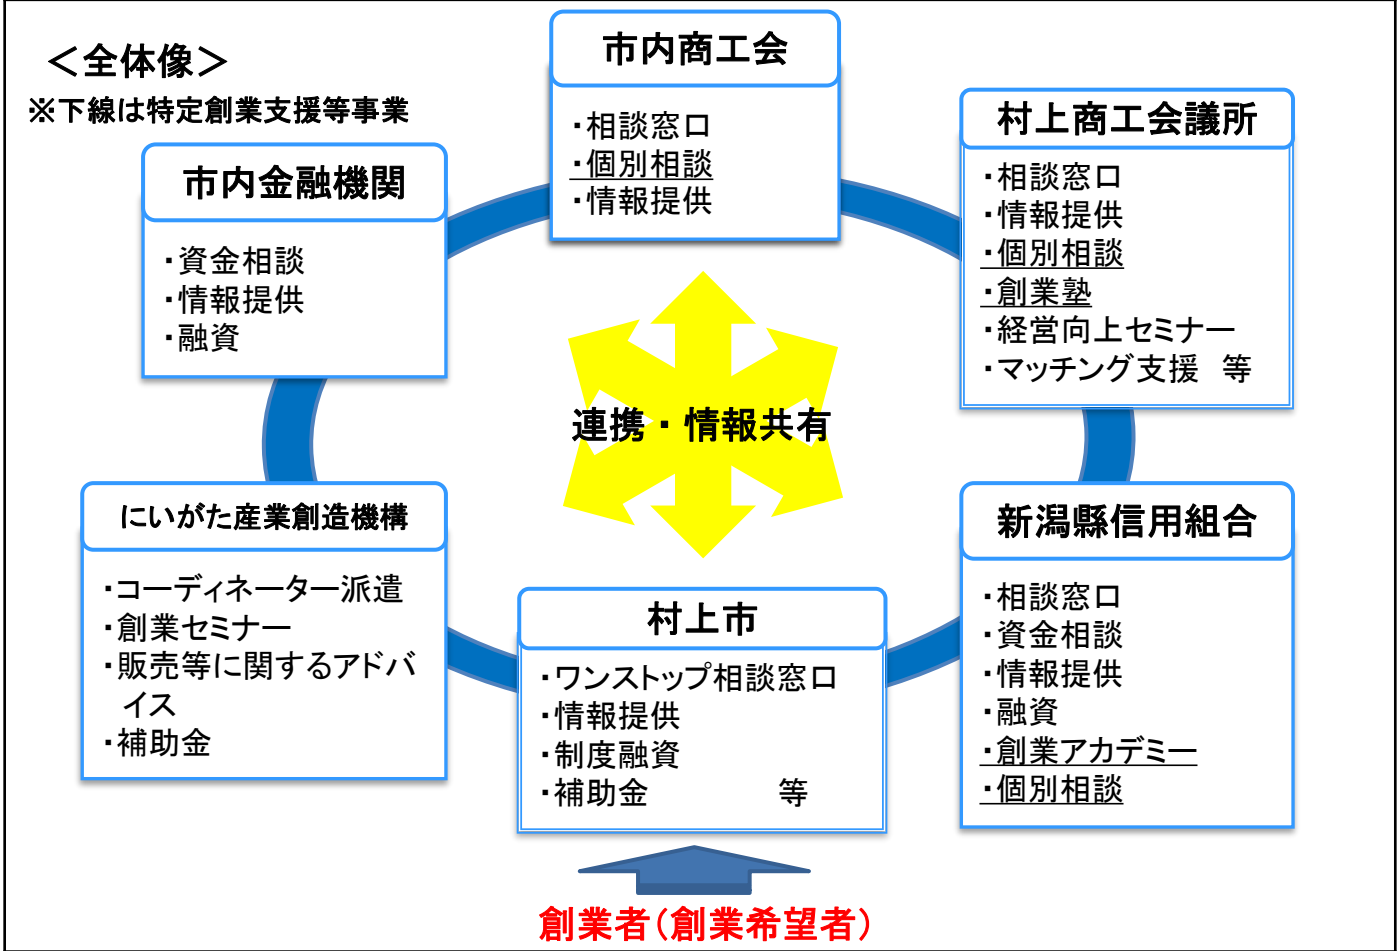 ＜全体像＞
※下線は特定創業支援等事業
市内商工会
・相談窓口
・個別相談
・情報提供
村上商工会議所
・相談窓口
・情報提供
・個別相談
・創業塾
・経営向上セミナー
・マッチング支援　等
市内金融機関
・資金相談
・情報提供
・融資
連携・情報共有
にいがた産業創造機構
・コーディネーター派遣
・創業セミナー
・販売等に関するアドバ
イス
・補助金
村上市
・ワンストップ相談窓口
・情報提供
・制度融資
・補助金　　　　等
新潟縣信用組合
・相談窓口
・資金相談
・情報提供
・融資
・創業アカデミー
・個別相談
創業者（創業希望者）